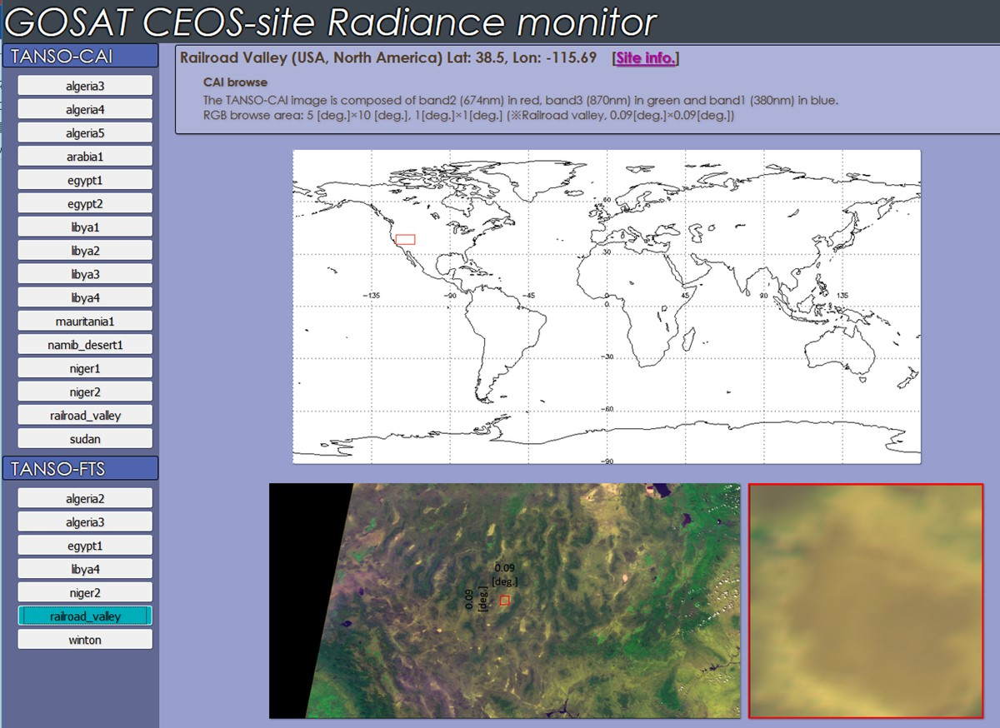 GOSAT CEOS-site Radiance monitor
TANSO-CAI
algeria3
algeria4
algeria5
arabia1
egypt1
egypt2
libya1
libya2
libya3
libya4
mauritania1
namib_desert1
niger1
niger2
railroad_valley
sudan
TANSO-FTS
algeria2
algeria3
egypt1
libya4
niger2
railroad_valley
winton
Railroad Valley (USA, North America) Lat: 38.5, Lon: -115.69 [Site info.]
CAI browse
The TANSO-CAI image is composed of band2 (674nm) in red, band3 (870nm) in green and band1 (380nm) in blue.
RGB browse area: 5 [deg.]×10 [deg.], 1[deg.]×1[deg.] (※Railroad valley, 0.09[deg.]×0.09[deg.])
60
30
−135 −90 −45 0 45 90 135
0
−30
−60
−90
0.09
[deg.]
0.09
[deg.]